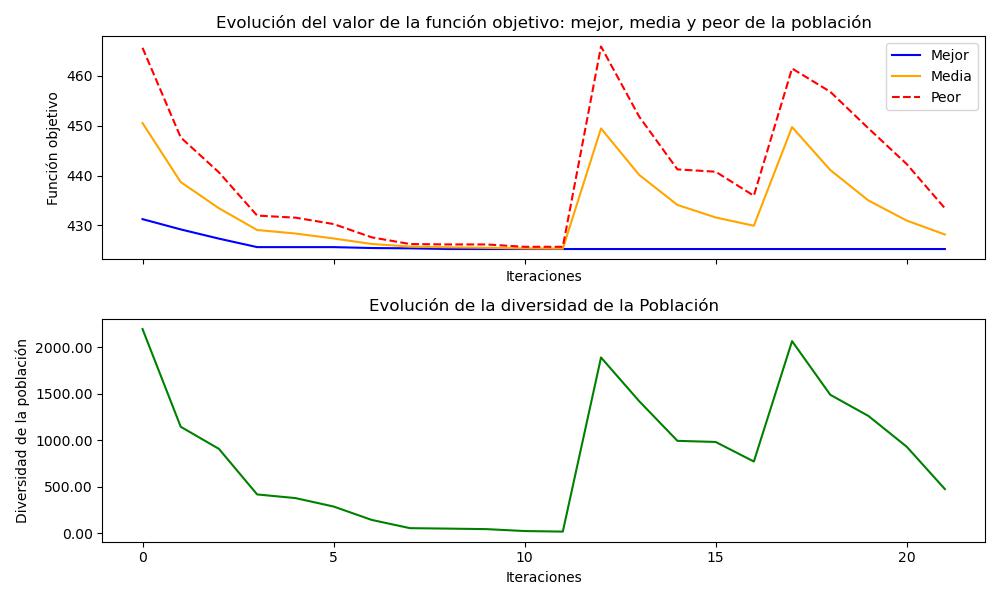 Evolución del valor de la función objetivo: mejor, media y peor de la población
Función objetivo
460
450
440
430
Mejor
Media
Peor
Iteraciones
Evolución de la diversidad de la Población
Diversidad de la población
2000.00
1500.00
1000.00
500.00
0.00
0 5 10 15 20
Iteraciones